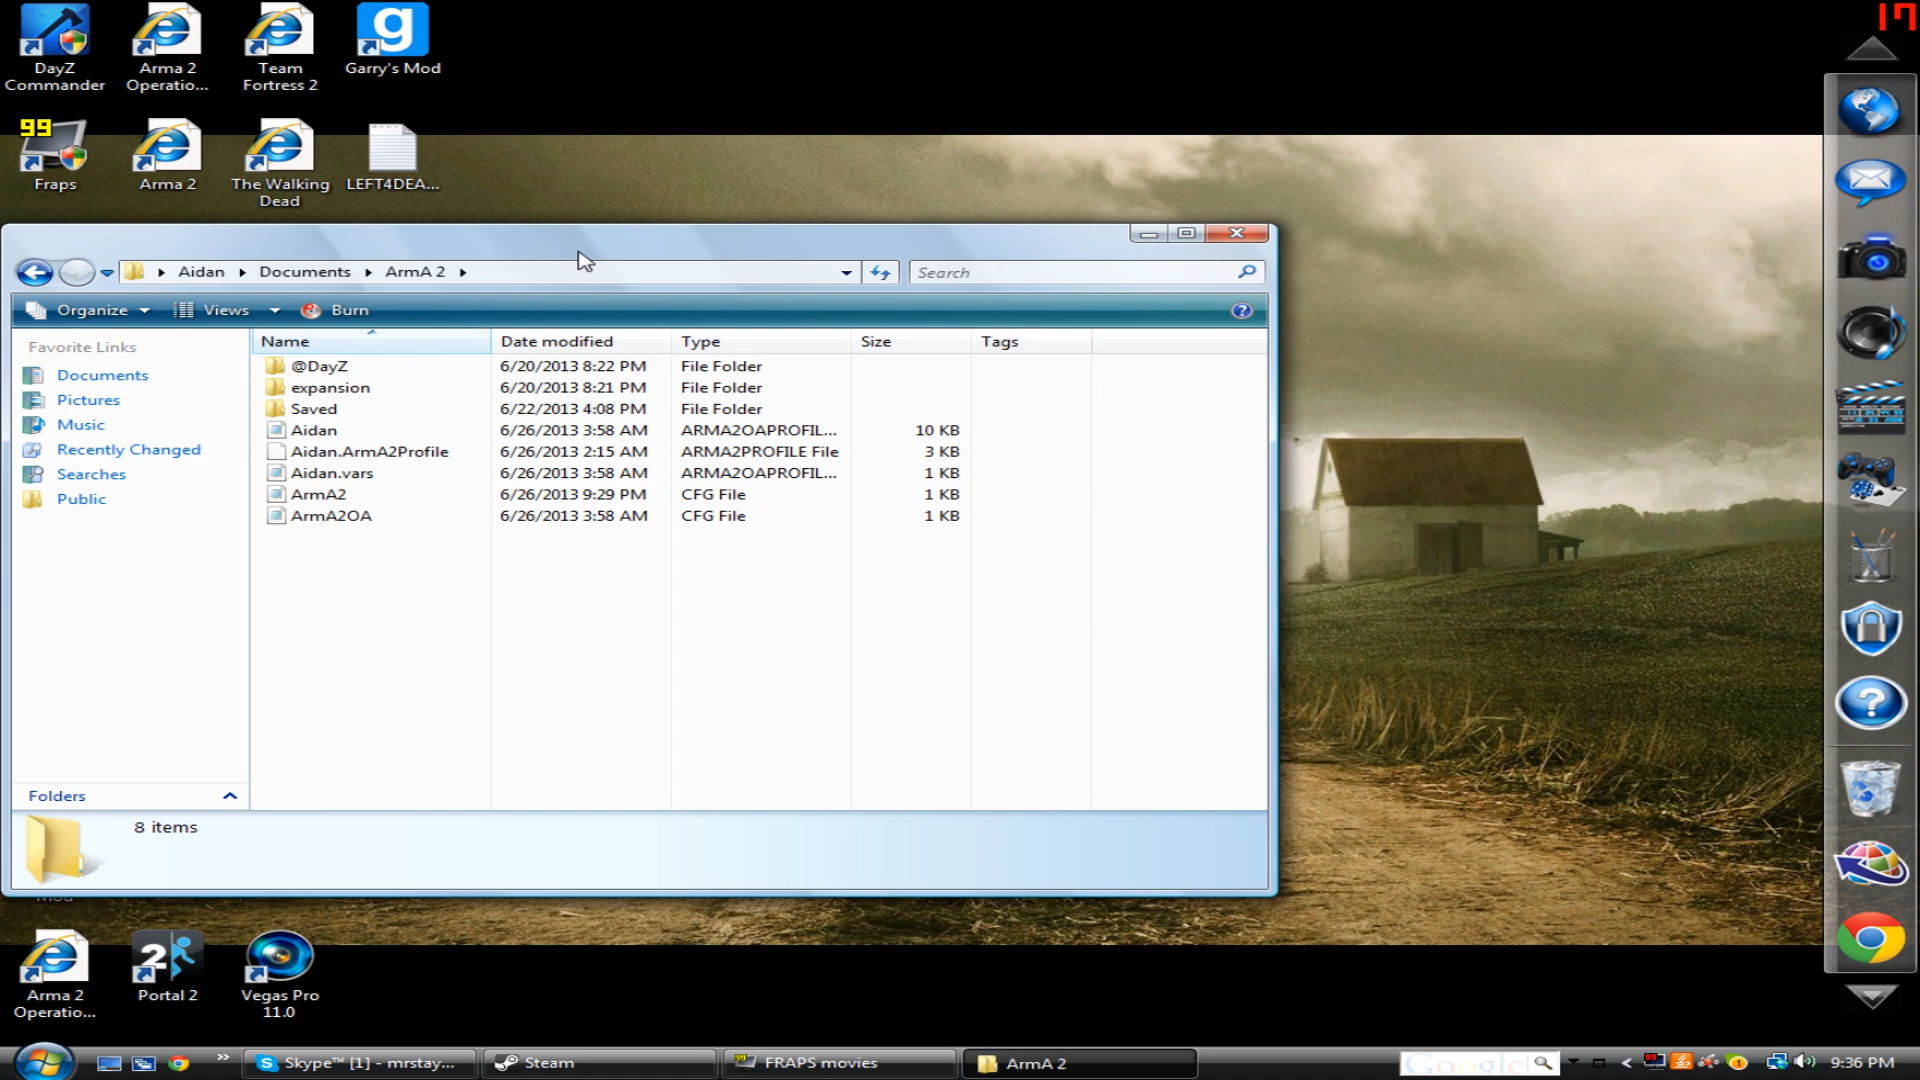 17
DayZ
Commander
Arma 2
Operatio...
Team
Fortress 2
Garry's Mod
99
Fraps
Arma 2
The Walking
Dead
LEFT4DEA...
Aidan
Documents
ArmA 2
Search
Organize
Views
Burn
Favorite Links
Documents
Pictures
Music
Recently Changed
Searches
Public
Folders
Name Date modified Type Size Tags
@DayZ 6/20/2013 8:22 PM File Folder
expansion 6/20/2013 8:21 PM File Folder
Saved 6/22/2013 4:08 PM File Folder
Aidan 6/26/2013 3:58 AM ARMA2OAPROFIL... 10 KB
Aidan.ArmA2Profile 6/26/2013 2:15 AM ARMA2PROFILE File 3 KB
Aidan.vars 6/26/2013 3:58 AM ARMA2OAPROFIL... 1 KB
ArmA2 6/26/2013 9:29 PM CFG File 1 KB
ArmA2OA 6/26/2013 3:58 AM CFG File 1 KB
8 items
Mod
Arma 2
Operatio...
Portal 2
Vegas Pro
11.0
Skype™ [1] - mrstay...
Steam
FRAPS movies
ArmA 2
Google
9:36 PM